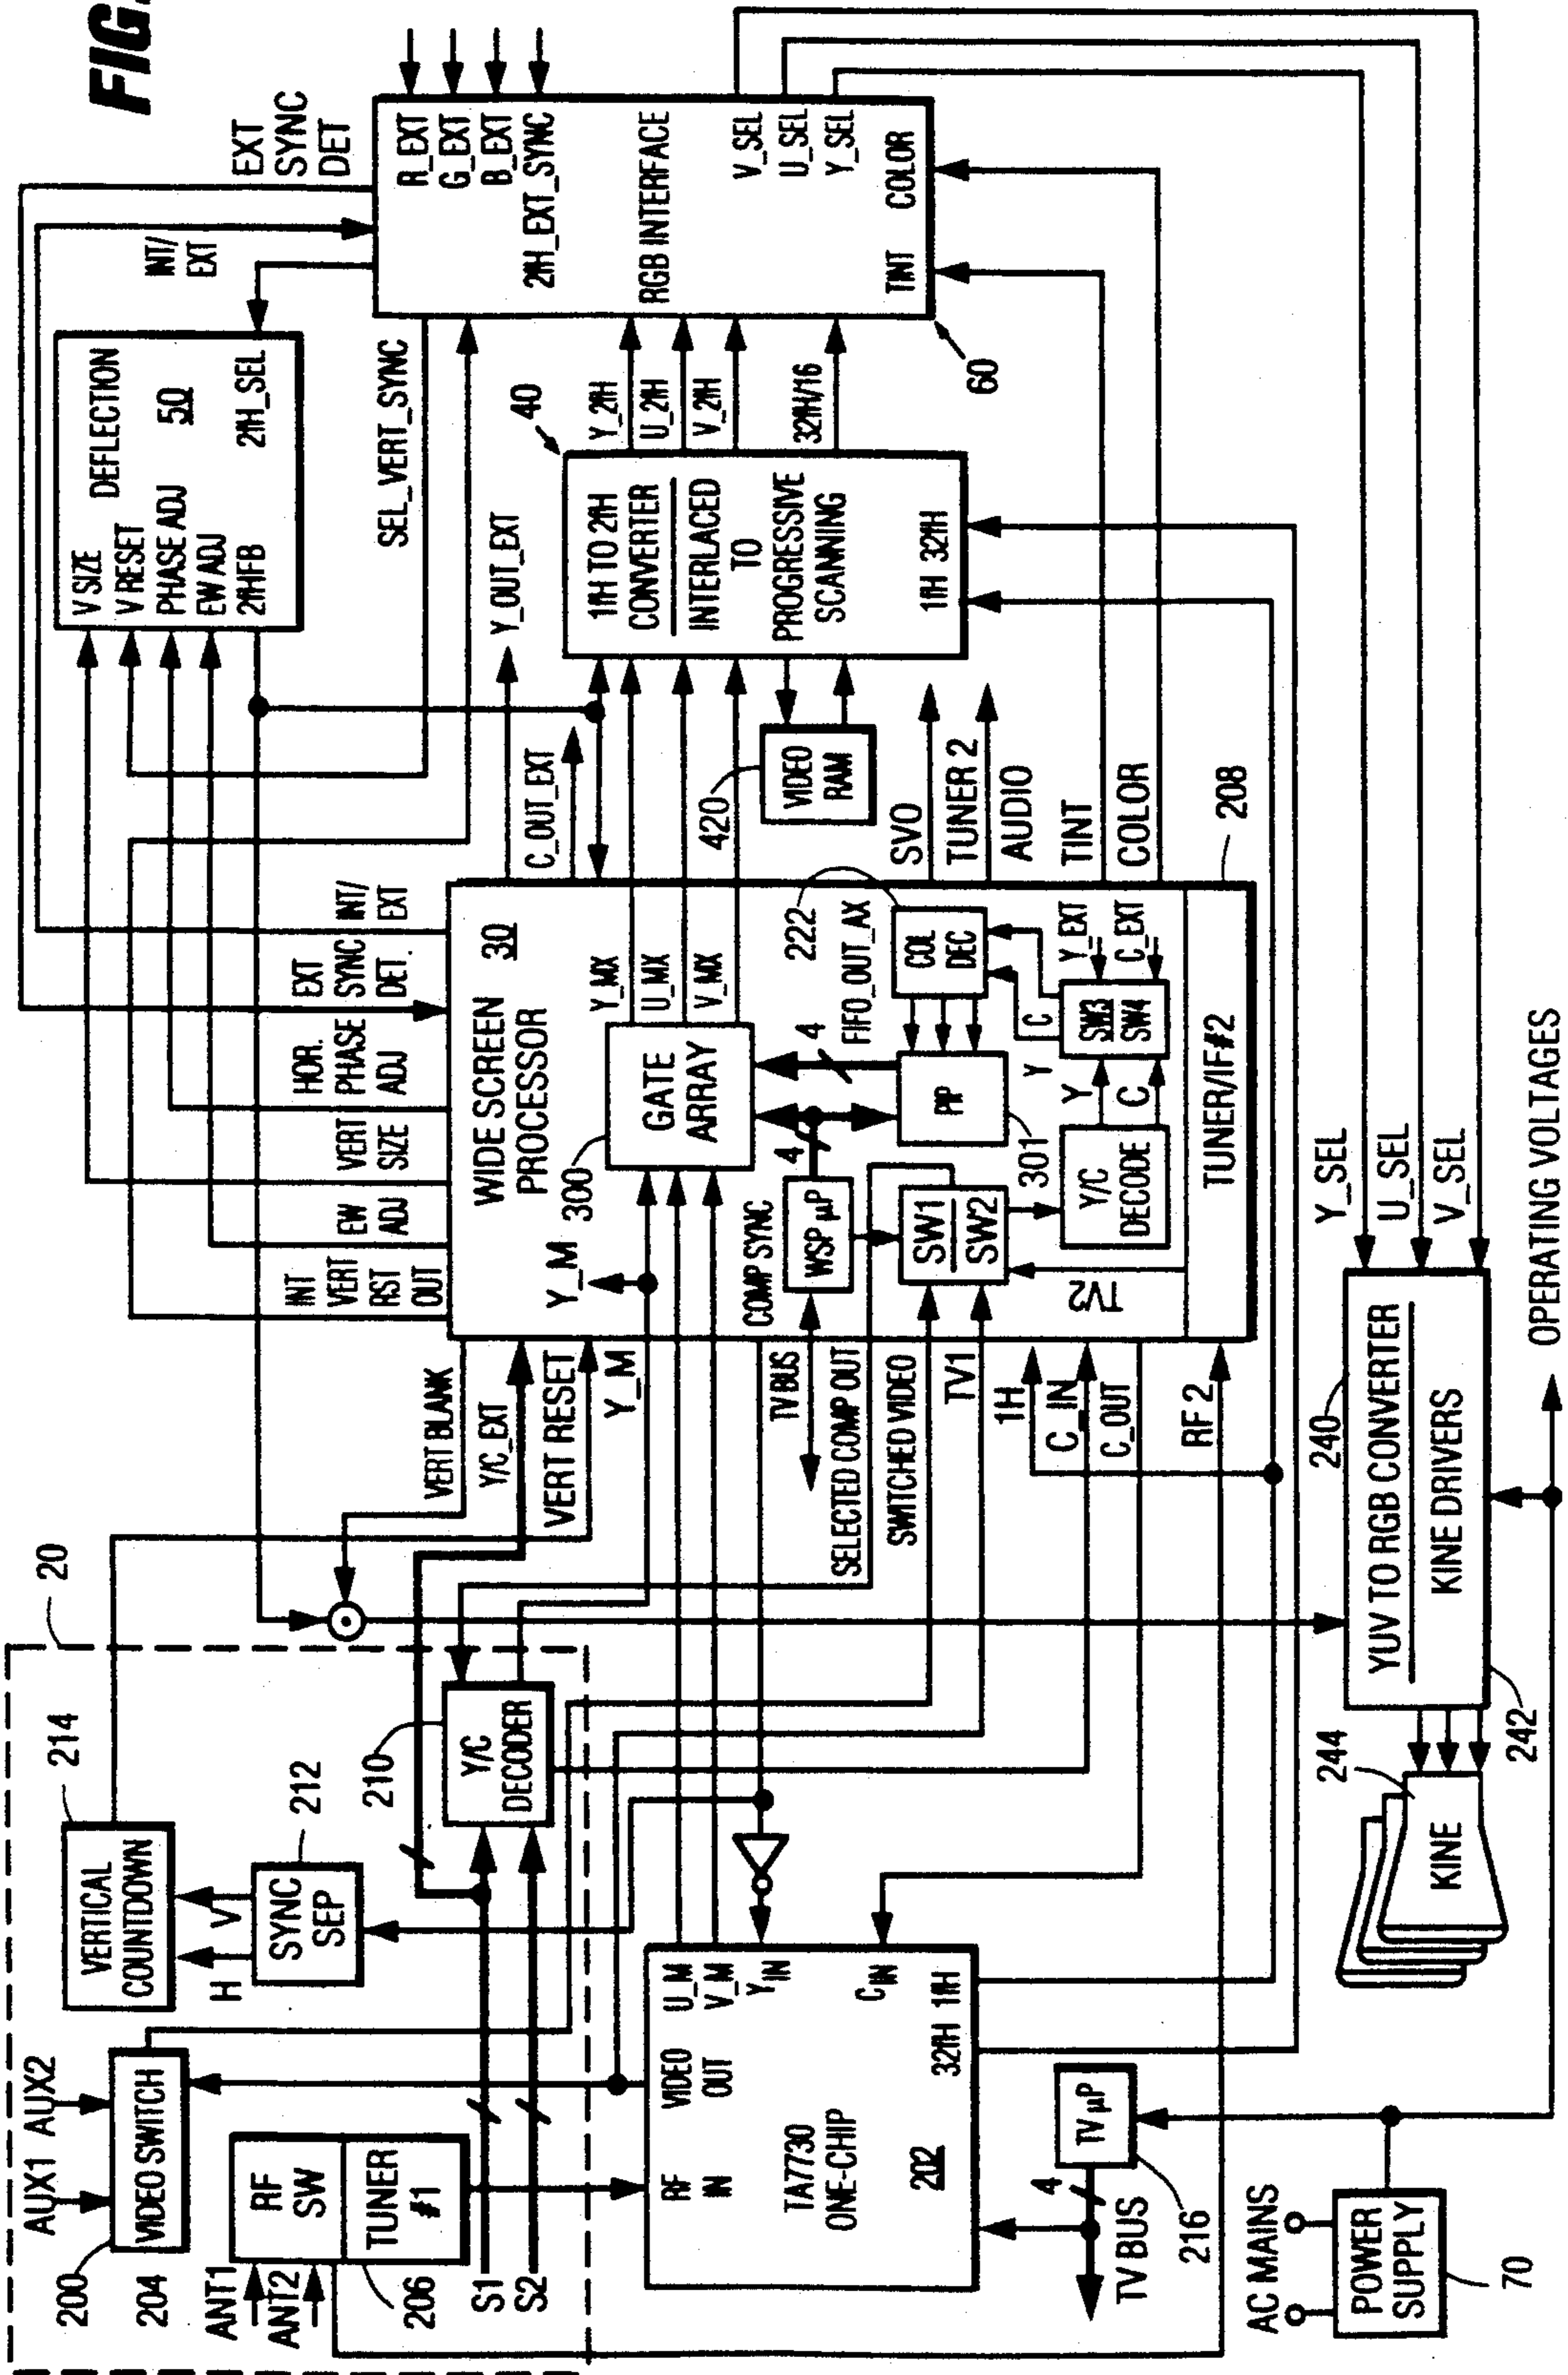 FIG.
20
AUX1
AUX2
200
VIDEO SWITCH
204
ANT1
ANT2
RF
SW
TUNER
#1
206
S1
S2
214
VERTICAL
COUNTDOWN
H
V
212
SYNC
SEP
210
Y/C
DECODER
RF
IN
VIDEO
OUT
U_M
V_M
YIN
CIN
TA7730
ONE-CHIP
202
32fH 1fH
TV µP
4
TV BUS
216
AC MAINS
POWER
SUPPLY
70
VERT BLANK
Y/C_EXT
VERT RESET
Y_M
TV BUS
SELECTED COMP OUT
SWITCHED VIDEO
TV1
1H
C_IN
C_OUT
RF 2
INT
VERT
RST
OUT
EW
ADJ
VERT
SIZE
HOR.
PHASE
ADJ
EXT
SYNC
DET.
INT/
EXT
WIDE SCREEN
PROCESSOR
30
Y_M
300
GATE
ARRAY
Y_MX
U_MX
V_MX
COMP SYNC
WSP µP
4
4
FIFO_OUT_AX
PIP
301
COL
DEC
222
SW1
SW2
TV2
Y/C
DECODE
Y
C
Y
C
SW3
SW4
Y_EXT
C_EXT
TUNER/IF#2
208
DEFLECTION
50
V SIZE
V RESET
PHASE ADJ
EW ADJ
2fHFB
2fH_SEL
INT/
EXT
EXT
SYNC
DET
SEL_VERT_SYNC
Y_OUT_EXT
C_OUT_EXT
40
1fH TO 2fH
CONVERTER
INTERLACED
TO
PROGRESSIVE
SCANNING
1fH 32fH
420
VIDEO
RAM
SVO
TUNER 2
AUDIO
TINT
COLOR
Y_2fH
U_2fH
V_2fH
32fH/16
R_EXT
G_EXT
B_EXT
2fH_EXT_SYNC
RGB INTERFACE
V_SEL
U_SEL
Y_SEL
TINT
COLOR
60
Y_SEL
U_SEL
V_SEL
240
YUV TO RGB CONVERTER
KINE DRIVERS
242
244
KINE
OPERATING VOLTAGES